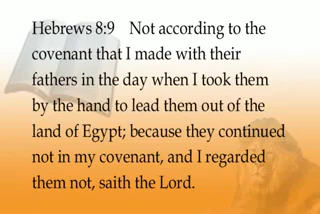 Hebrews 8:9 Not according to the
covenant that I made with their
fathers in the day when I took them
by the hand to lead them out of the
land of Egypt; because they continued
not in my covenant, and I regarded
them not, saith the Lord.